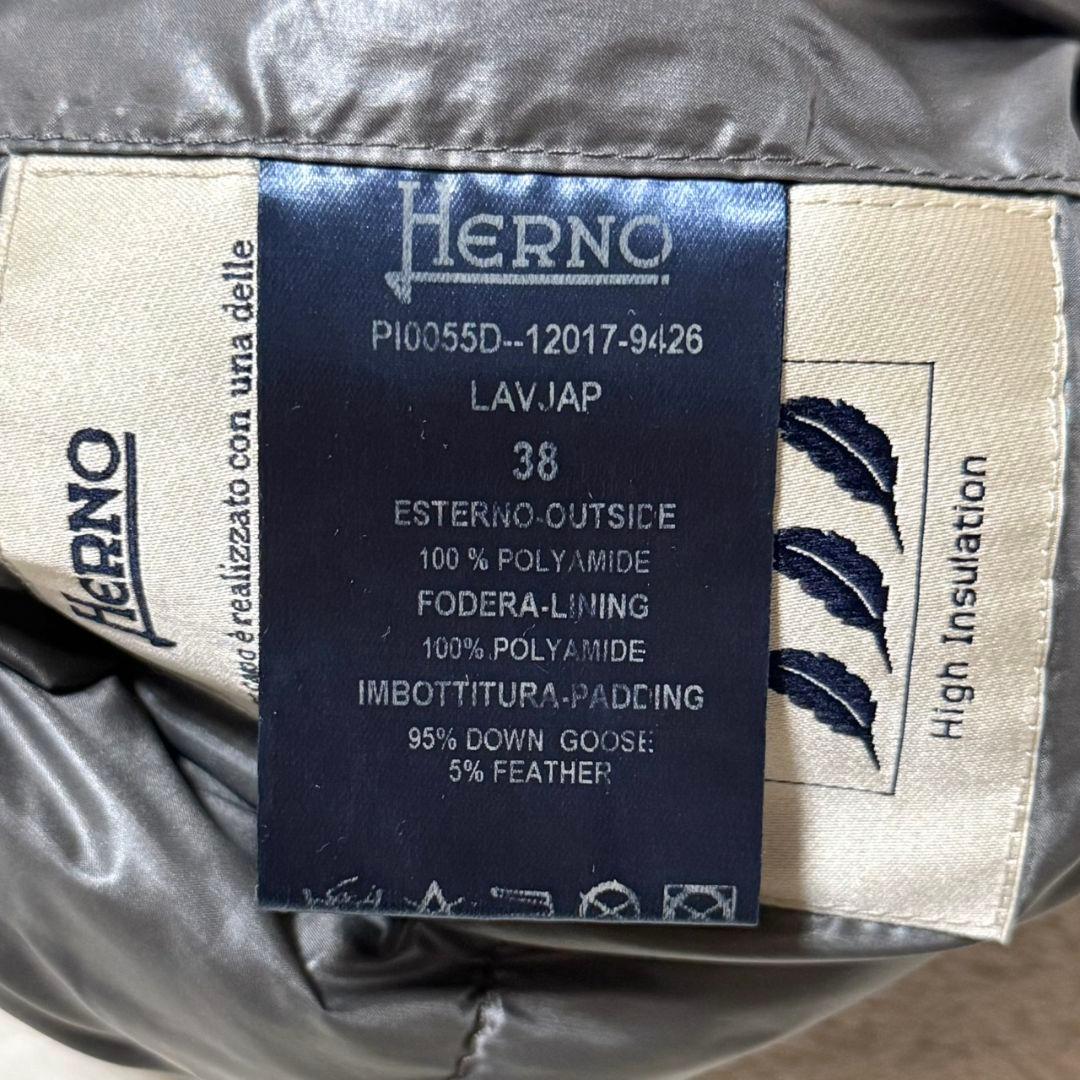 HERNO
è realizzato con una delle
HERNO
PI0055D--12017-9426
LAVJAP
38
ESTERNO-OUTSIDE
100 % POLYAMIDE
FODERA-LINING
100% POLYAMIDE
IMBOTTITURA-PADDING
95% DOWN GOOSE
5% FEATHER
High Insulation